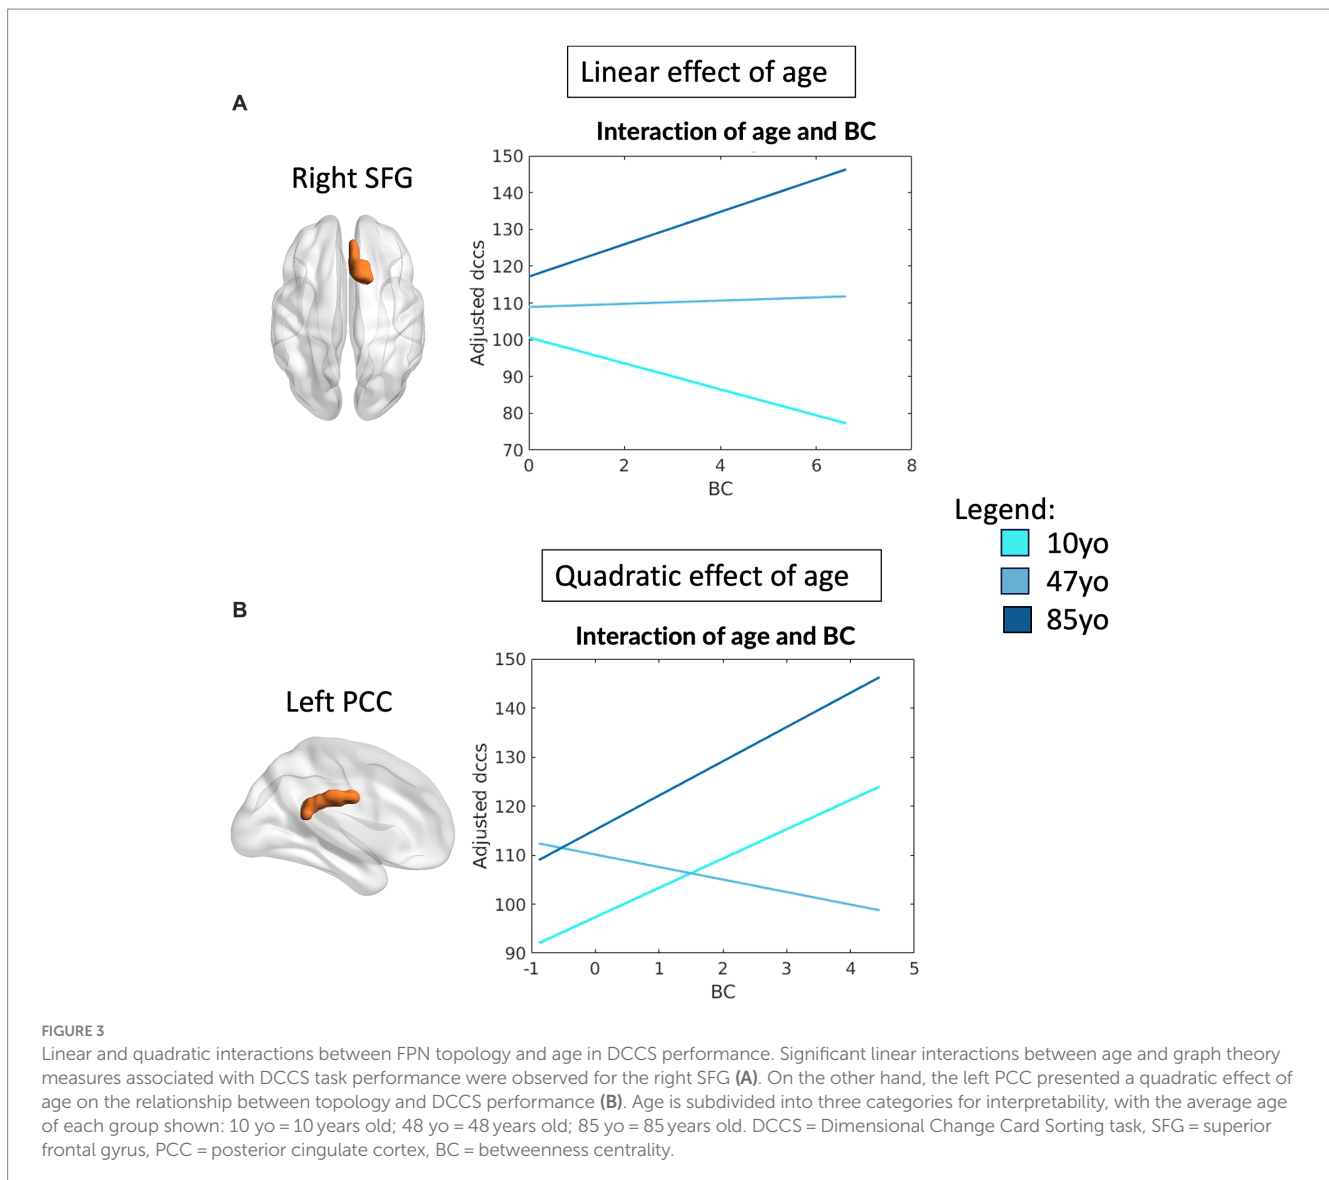 Linear effect of age
A
Interaction of age and BC
Right SFG
150
140
130
120
110
100
90
80
70
Adjusted dccs
0 2 4 6 8
BC
Legend:
10yo
47yo
85yo
Quadratic effect of age
B
Interaction of age and BC
Left PCC
150
140
130
120
110
100
90
Adjusted dccs
-1 0 1 2 3 4 5
BC
FIGURE 3
Linear and quadratic interactions between FPN topology and age in DCCS performance. Significant linear interactions between age and graph theory
measures associated with DCCS task performance were observed for the right SFG (A). On the other hand, the left PCC presented a quadratic effect of
age on the relationship between topology and DCCS performance (B). Age is subdivided into three categories for interpretability, with the average age
of each group shown: 10 yo = 10 years old; 48 yo = 48 years old; 85 yo = 85 years old. DCCS = Dimensional Change Card Sorting task, SFG = superior
frontal gyrus, PCC = posterior cingulate cortex, BC = betweenness centrality.